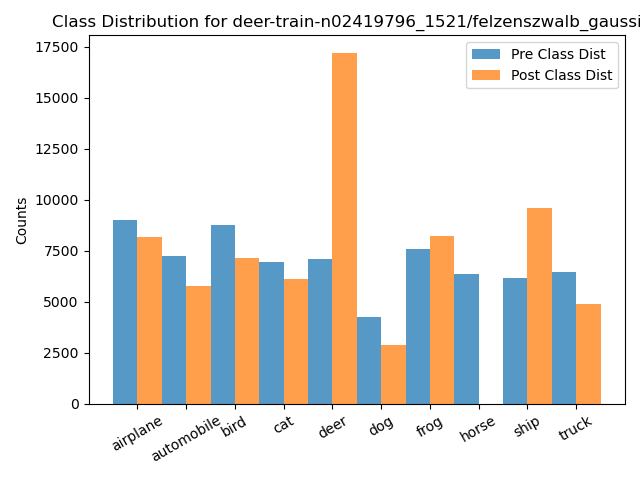 Class Distribution for deer-train-n02419796_1521/felzenszwalb_gaussi
Pre Class Dist
Post Class Dist
Counts
17500
15000
12500
10000
7500
5000
2500
0
airplane
automobile
bird
cat
deer
dog
frog
horse
ship
truck